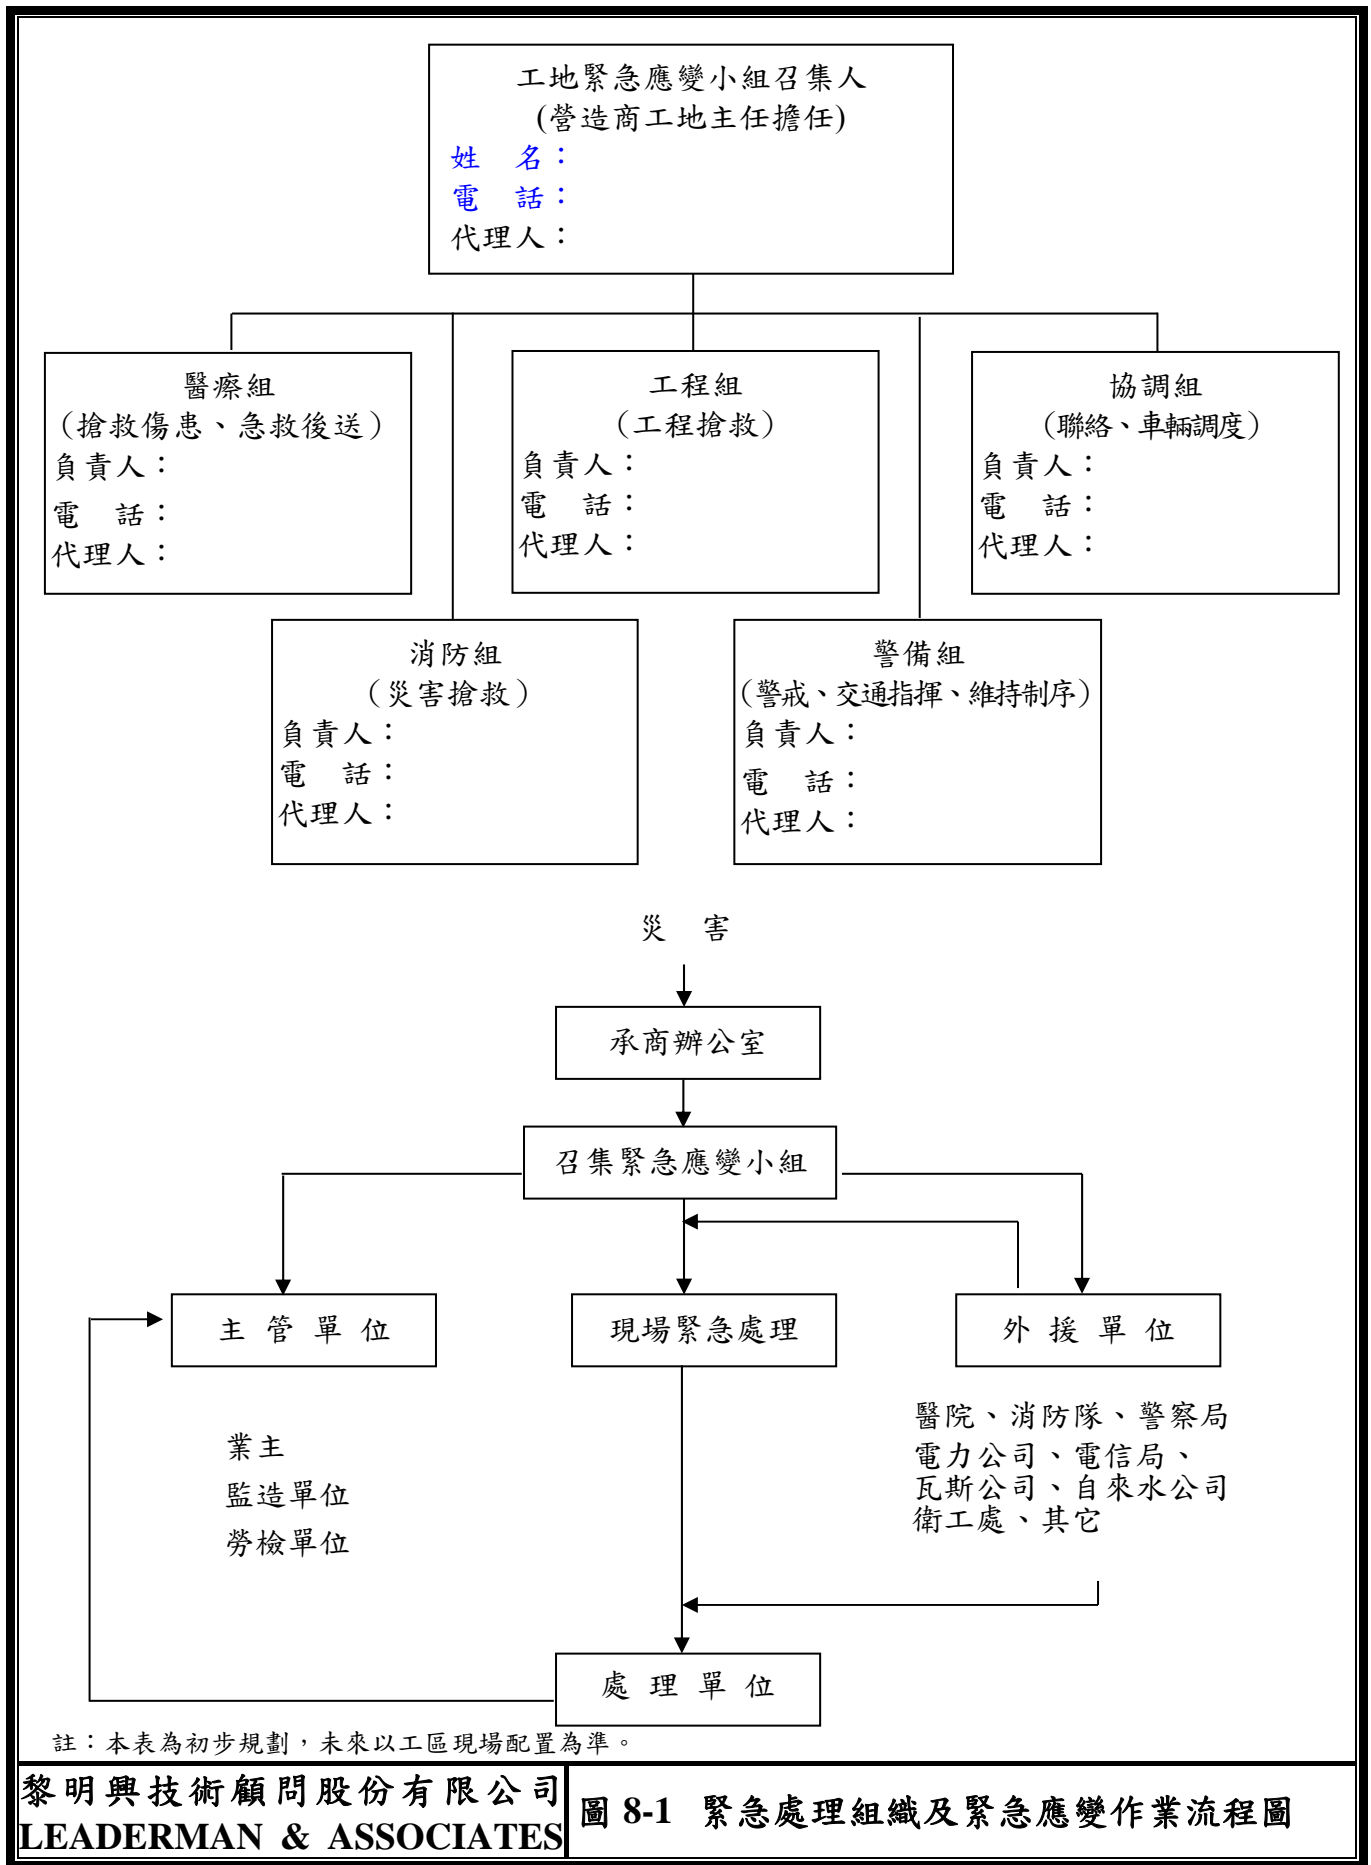 工地緊急應變小組召集人
(營造商工地主任擔任)
姓　名：
電　話：
代理人：
醫瘵組
（搶救傷患、急救後送）
負責人：
電　話：
代理人：
工程組
（工程搶救）
負責人：
電　話：
代理人：
協調組
（聯絡、車輛調度）
負責人：
電　話：
代理人：
消防組
（災害搶救）
負責人：
電　話：
代理人：
警備組
（警戒、交通指揮、維持制序）
負責人：
電　話：
代理人：
災　害
承商辦公室
召集緊急應變小組
主 管 單 位
現場緊急處理
外 援 單 位
業主
監造單位
勞檢單位
醫院、消防隊、警察局
電力公司、電信局、
瓦斯公司、自來水公司
衛工處、其它
處 理 單 位
註：本表為初步規劃，未來以工區現場配置為準。
黎明興技術顧問股份有限公司
LEADERMAN & ASSOCIATES
圖 8-1　緊急處理組織及緊急應變作業流程圖